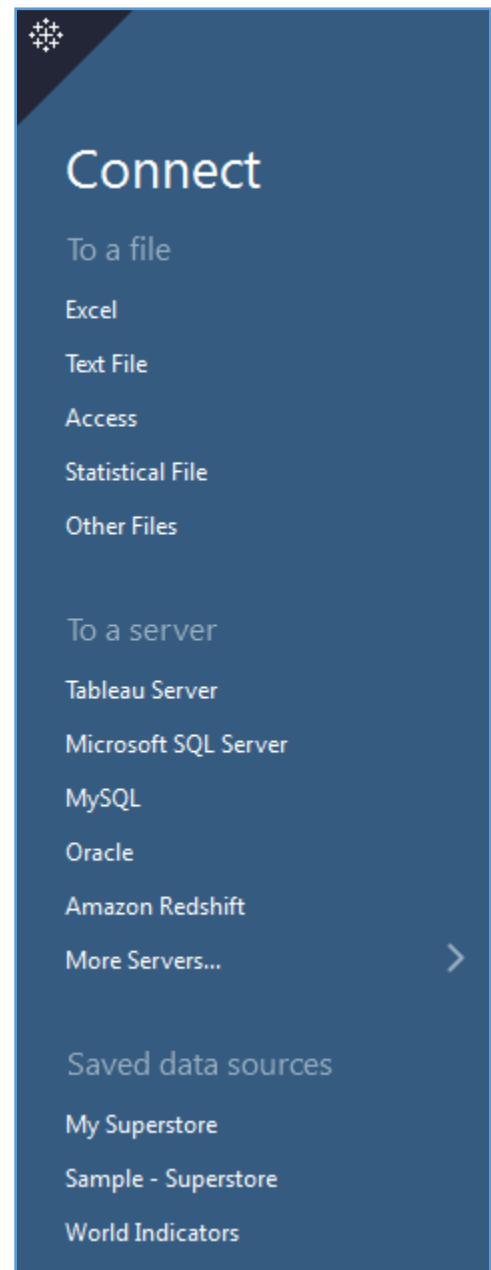 Connect
To a file
Excel
Text File
Access
Statistical File
Other Files
To a server
Tableau Server
Microsoft SQL Server
MySQL
Oracle
Amazon Redshift
More Servers...
Saved data sources
My Superstore
Sample - Superstore
World Indicators